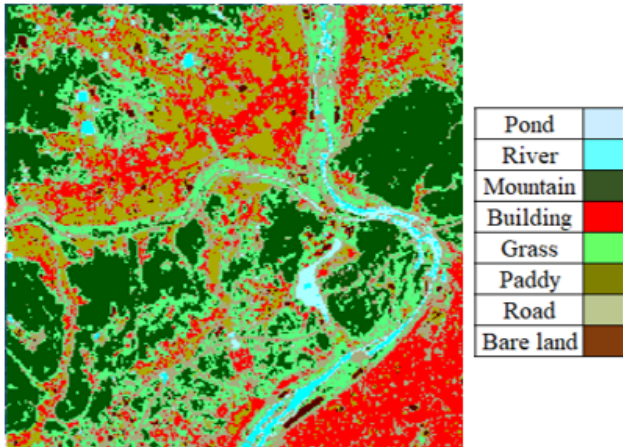 Pond
River
Mountain
Building
Grass
Paddy
Road
Bare land